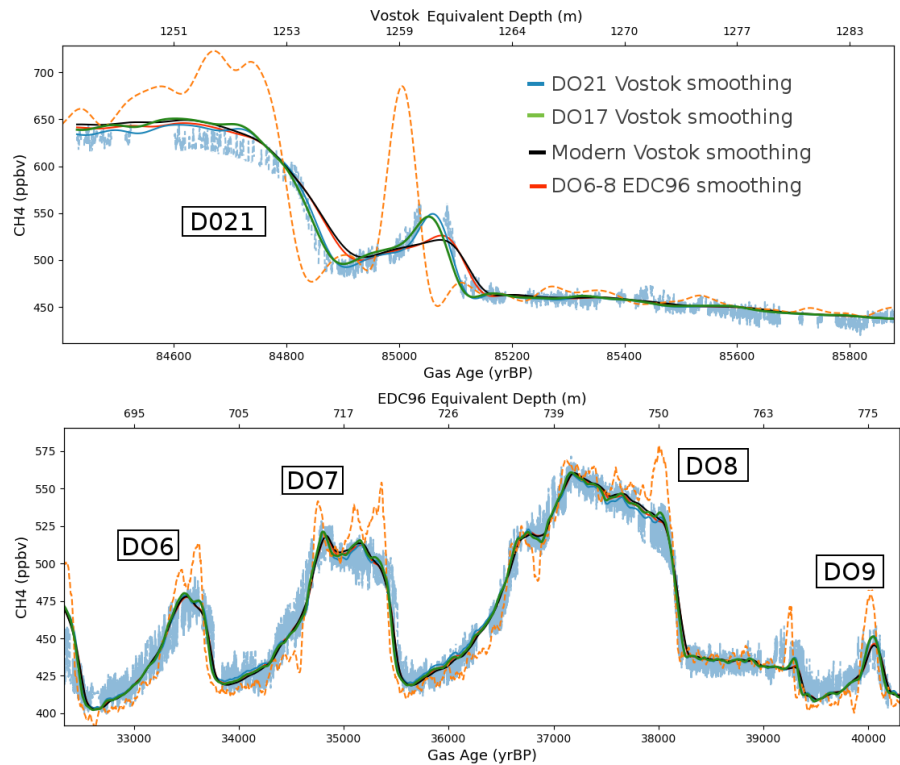 Vostok Equivalent Depth (m)
1251 1253 1259 1264 1270 1277 1283
700
650
600
550
500
450
CH4 (ppbv)
DO21 Vostok smoothing
DO17 Vostok smoothing
Modern Vostok smoothing
DO6-8 EDC96 smoothing
D021
84600 84800 85000 85200 85400 85600 85800
Gas Age (yrBP)
EDC96 Equivalent Depth (m)
695 705 717 726 739 750 763 775
575
550
525
500
475
450
425
400
CH4 (ppbv)
DO6
DO7
DO8
DO9
33000 34000 35000 36000 37000 38000 39000 40000
Gas Age (yrBP)